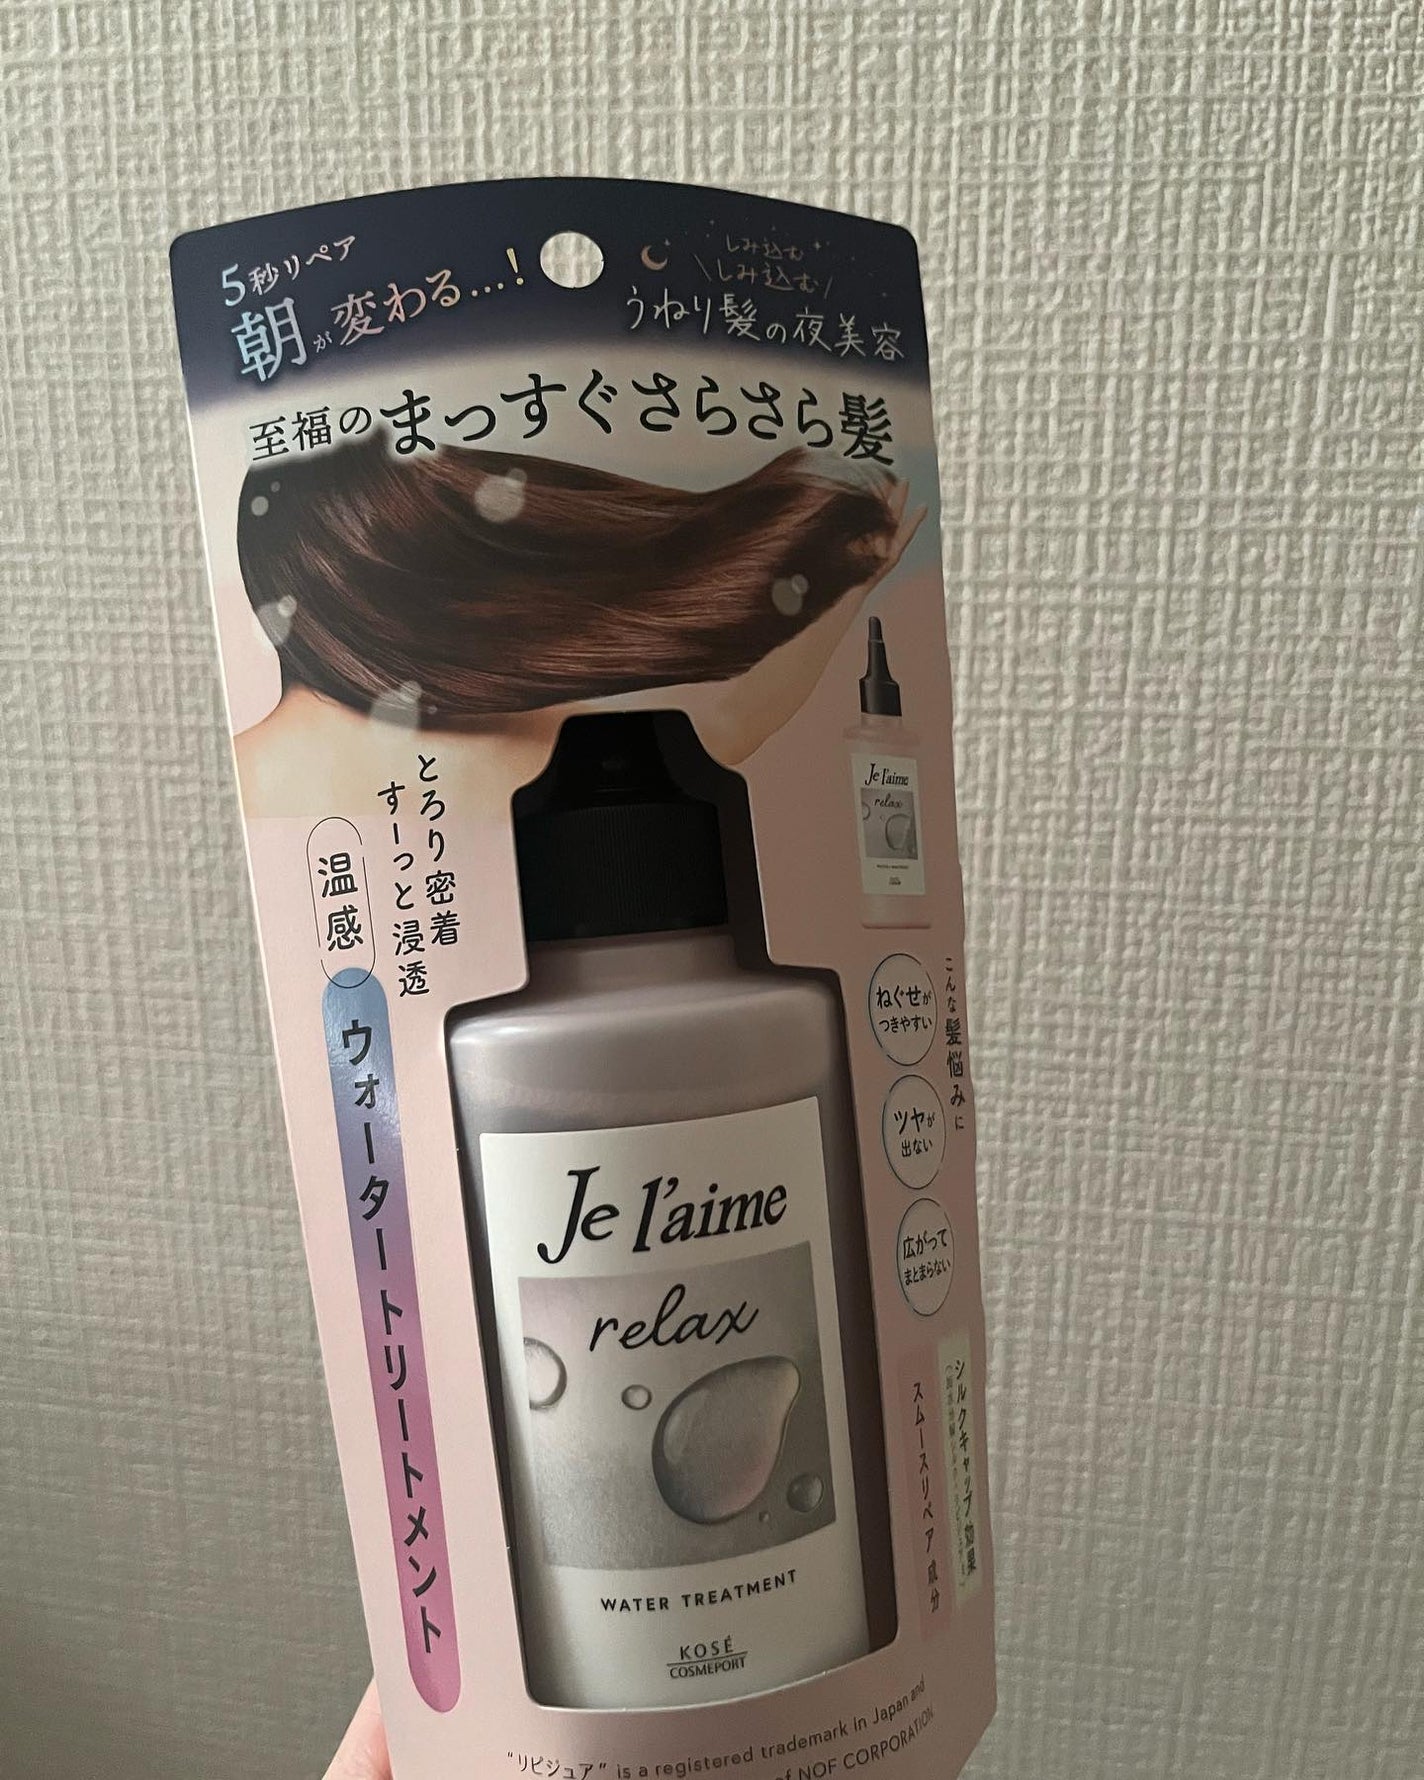 5秒リペア
朝が変わる…!
しみ込む
\しみ込む/
うねり髪の夜美容
至福のまっすぐさらさら髪
とろり密着
すーっと浸透
温感
ウォータートリートメント
Je l'aime
relax
こんな髪悩みに
ねぐせが
つきやすい
ツヤが
出ない
広がって
まとまらない
シルクキャップ効果
スムースリペア成分
Je l'aime
relax
WATER TREATMENT
KOSÉ
COSMEPORT
"リピジュア" is a registered trademark in Japan and
of NOF CORPORATION